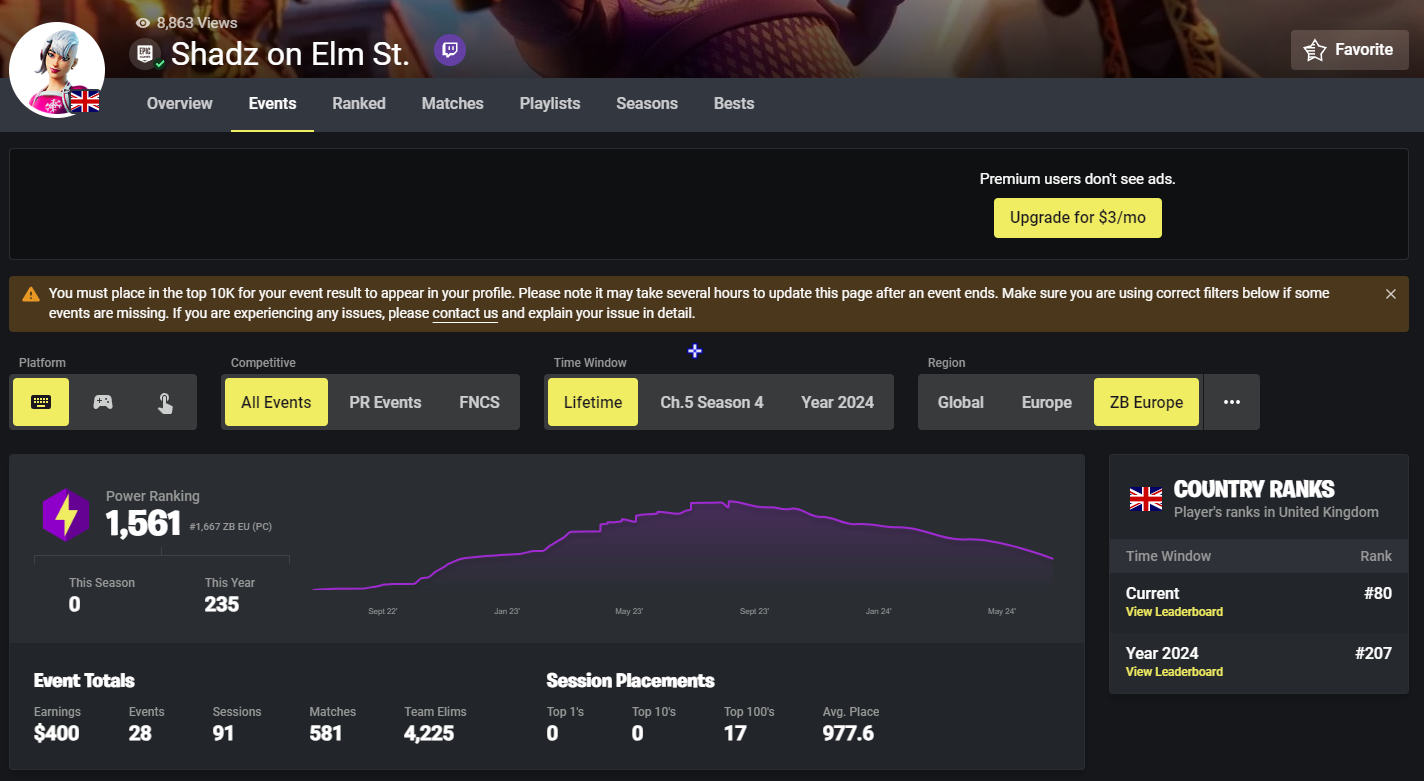 8,863 Views
EPIC GAMES
Shadz on Elm St.
Favorite
Overview
Events
Ranked
Matches
Playlists
Seasons
Bests
Premium users don't see ads.
Upgrade for $3/mo
You must place in the top 10K for your event result to appear in your profile. Please note it may take several hours to update this page after an event ends. Make sure you are using correct filters below if some
events are missing. If you are experiencing any issues, please contact us and explain your issue in detail.
Platform
Competitive
All Events
PR Events
FNCS
Time Window
Lifetime
Ch.5 Season 4
Year 2024
Region
Global
Europe
ZB Europe
Power Ranking
1,561
#1,667 ZB EU (PC)
This Season
0
This Year
235
Sept 22'
Jan 23'
May 23'
Sept 23'
Jan 24'
May 24'
Event Totals
Earnings
$400
Events
28
Sessions
91
Matches
581
Team Elims
4,225
Session Placements
Top 1's
0
Top 10's
0
Top 100's
17
Avg. Place
977.6
COUNTRY RANKS
Player's ranks in United Kingdom
Time Window
Rank
Current
#80
View Leaderboard
Year 2024
#207
View Leaderboard